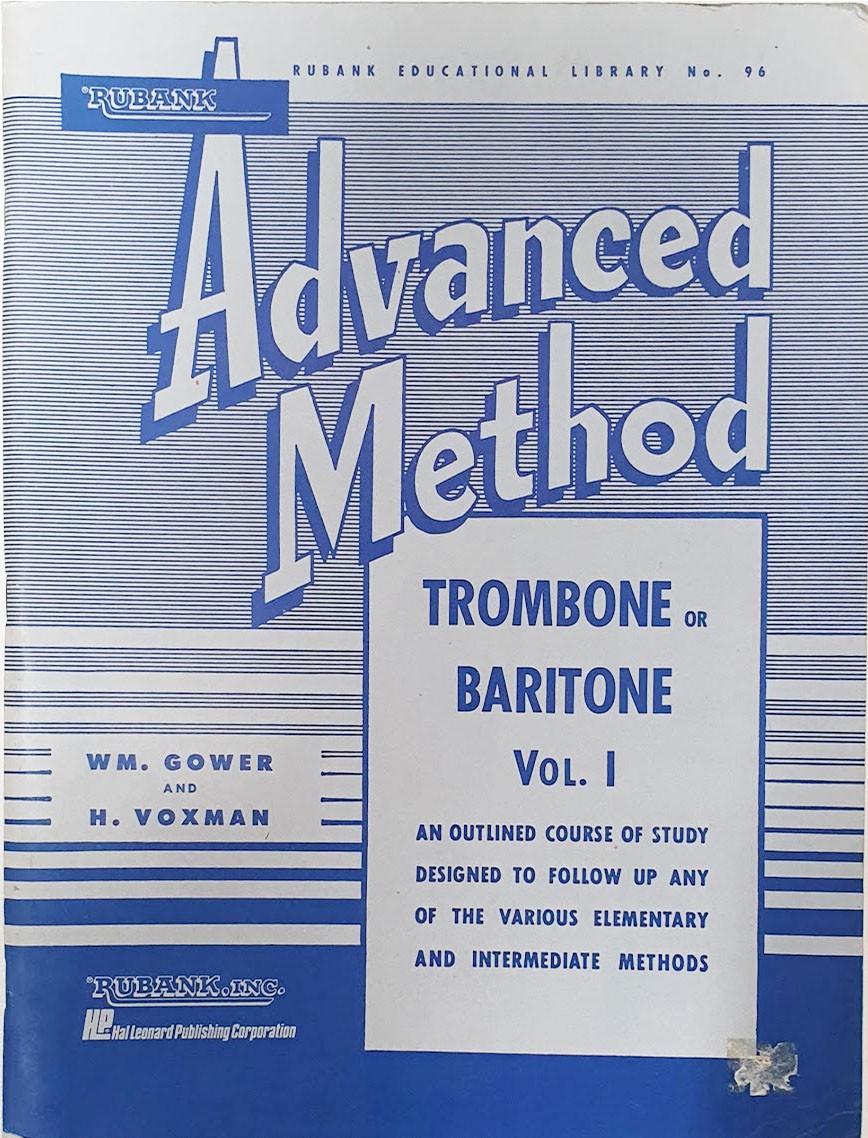 RUBANK EDUCATIONAL LIBRARY No. 96
®RUBANK
Advanced
Method
TROMBONE OR
BARITONE
VOL. I
WM. GOWER
AND
H. VOXMAN
AN OUTLINED COURSE OF STUDY
DESIGNED TO FOLLOW UP ANY
OF THE VARIOUS ELEMENTARY
AND INTERMEDIATE METHODS
®RUBANK, INC.
HL Hal Leonard Publishing Corporation